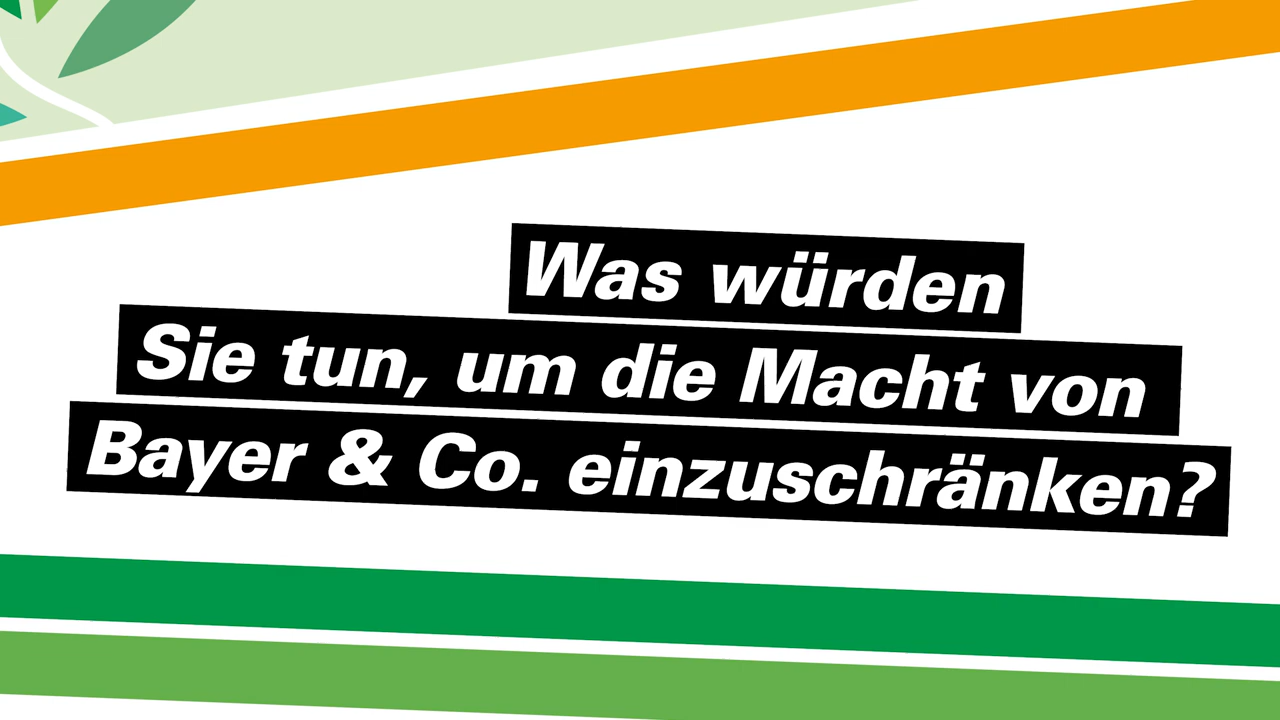 Was würden
Sie tun, um die Macht von
Bayer & Co. einzuschränken?